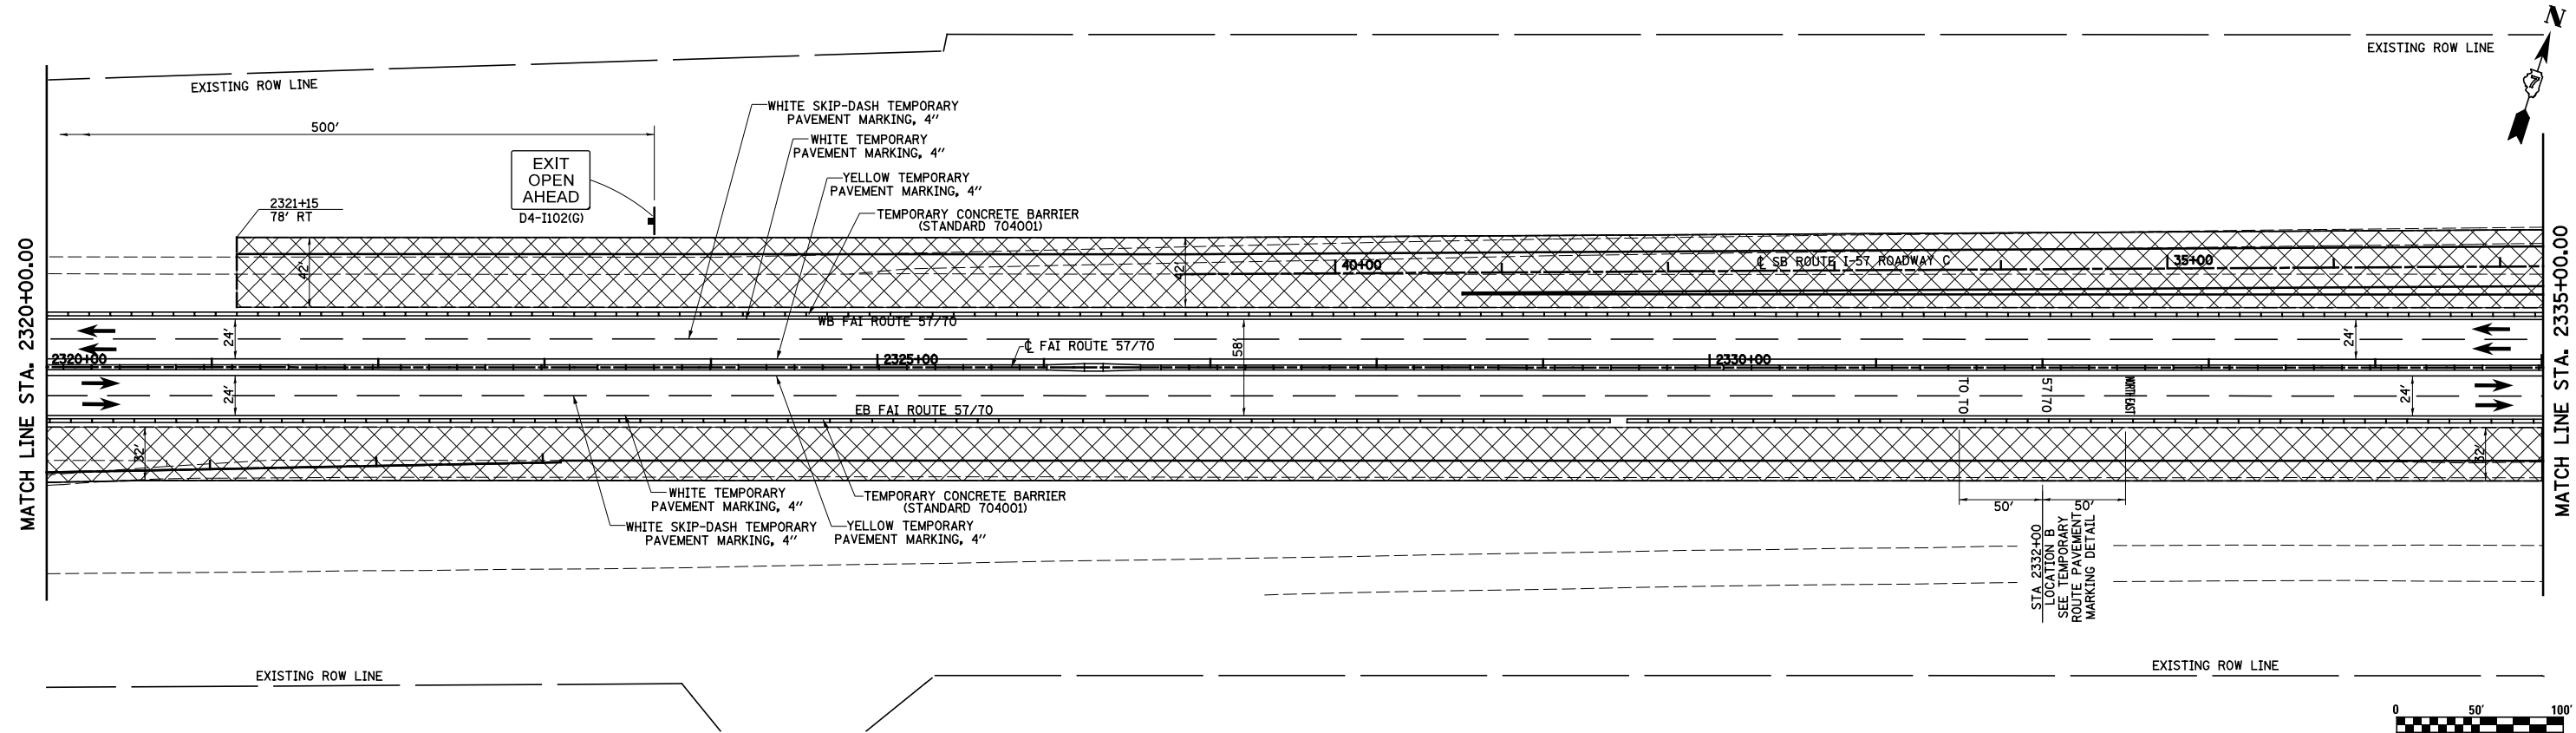 N
EXISTING ROW LINE
7
EXISTING ROW LINE
WHITE SKIP-DASH TEMPORARY
PAVEMENT MARKING, 4"
500'
WHITE TEMPORARY
PAVEMENT MARKING, 4"
EXIT
OPEN
AHEAD
D4-I102(G)
YELLOW TEMPORARY
PAVEMENT MARKING, 4"
2321+15
78' RT
TEMPORARY CONCRETE BARRIER
(STANDARD 704001)
MATCH LINE STA. 2320+00.00
MATCH LINE STA. 2335+00.00
42'
42'
40+00
℄ SB ROUTE I-57 ROADWAY C
35+00
WB FAI ROUTE 57/70
24'
24'
58'
℄ FAI ROUTE 57/70
2320+00
2325+00
2330+00
24'
24'
TO TO
57 70
NORTH EAST
EB FAI ROUTE 57/70
32'
32'
WHITE TEMPORARY
PAVEMENT MARKING, 4"
TEMPORARY CONCRETE BARRIER
(STANDARD 704001)
WHITE SKIP-DASH TEMPORARY
PAVEMENT MARKING, 4"
YELLOW TEMPORARY
PAVEMENT MARKING, 4"
50'
50'
STA 2332+00
LOCATION B
SEE TEMPORARY
ROUTE PAVEMENT
MARKING DETAIL
EXISTING ROW LINE
EXISTING ROW LINE
0 50' 100'